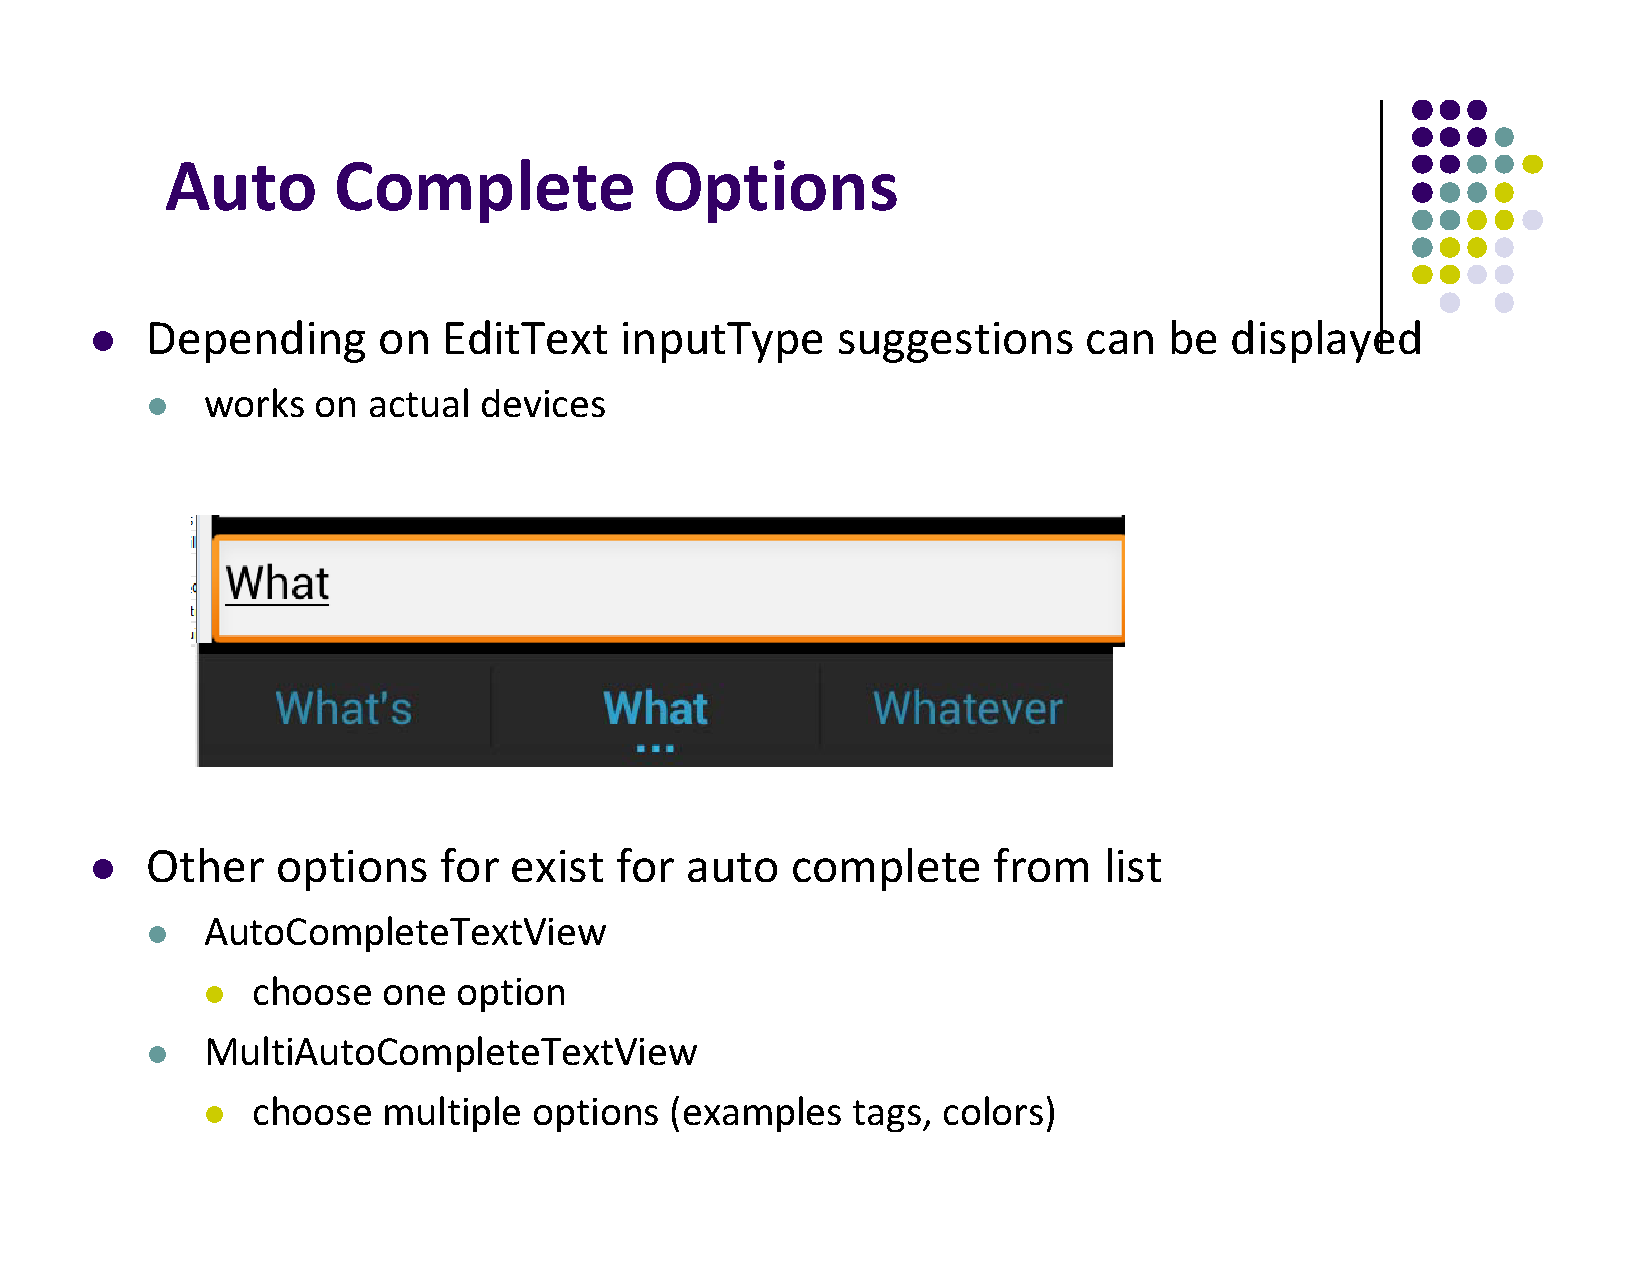 Auto Complete Options
Depending on EditText inputType suggestions can be displayed
works on actual devices
What
What's What Whatever
Other options for exist for auto complete from list
AutoCompleteTextView
choose one option
MultiAutoCompleteTextView
choose multiple options (examples tags, colors)